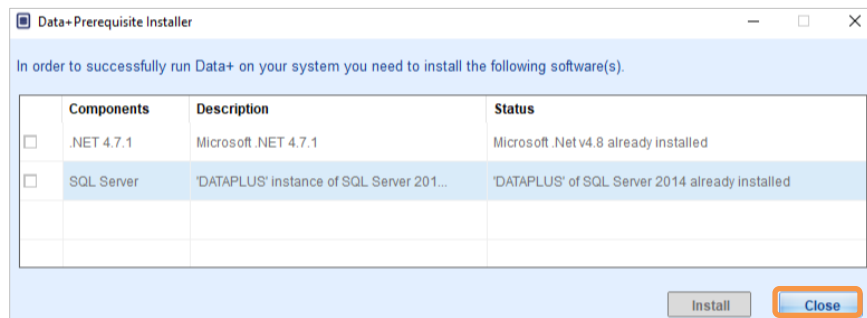 Data+Prerequisite Installer
In order to successfully run Data+ on your system you need to install the following software(s).
Components Description Status
.NET 4.7.1 Microsoft .NET 4.7.1 Microsoft .Net v4.8 already installed
SQL Server 'DATAPLUS' instance of SQL Server 201... 'DATAPLUS' of SQL Server 2014 already installed
Install Close